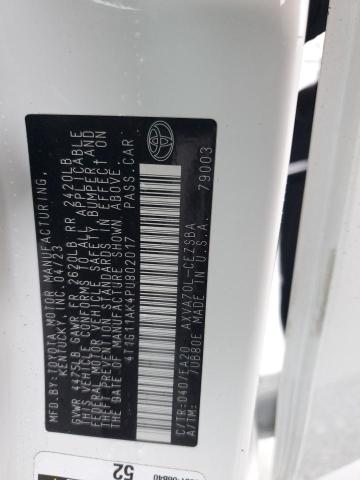 MFD. BY: TOYOTA MOTOR MANUFACTURING,
KENTUCKY, INC. 04/23
GVWR 4475LB GAWR FR 2620LB RR 2420LB
THIS VEHICLE CONFORMS TO ALL APPLICABLE
FEDERAL MOTOR VEHICLE SAFETY, BUMPER, AND
THEFT PREVENTION STANDARDS IN EFFECT ON
THE DATE OF MANUFACTURE SHOWN ABOVE.
4T1G11AK4PU802017 PASS.CAR
C/TR:040/FA20 AXVA70L-CEZSBA
A/TM: /UB80E MADE IN U.S.A.
79003
52